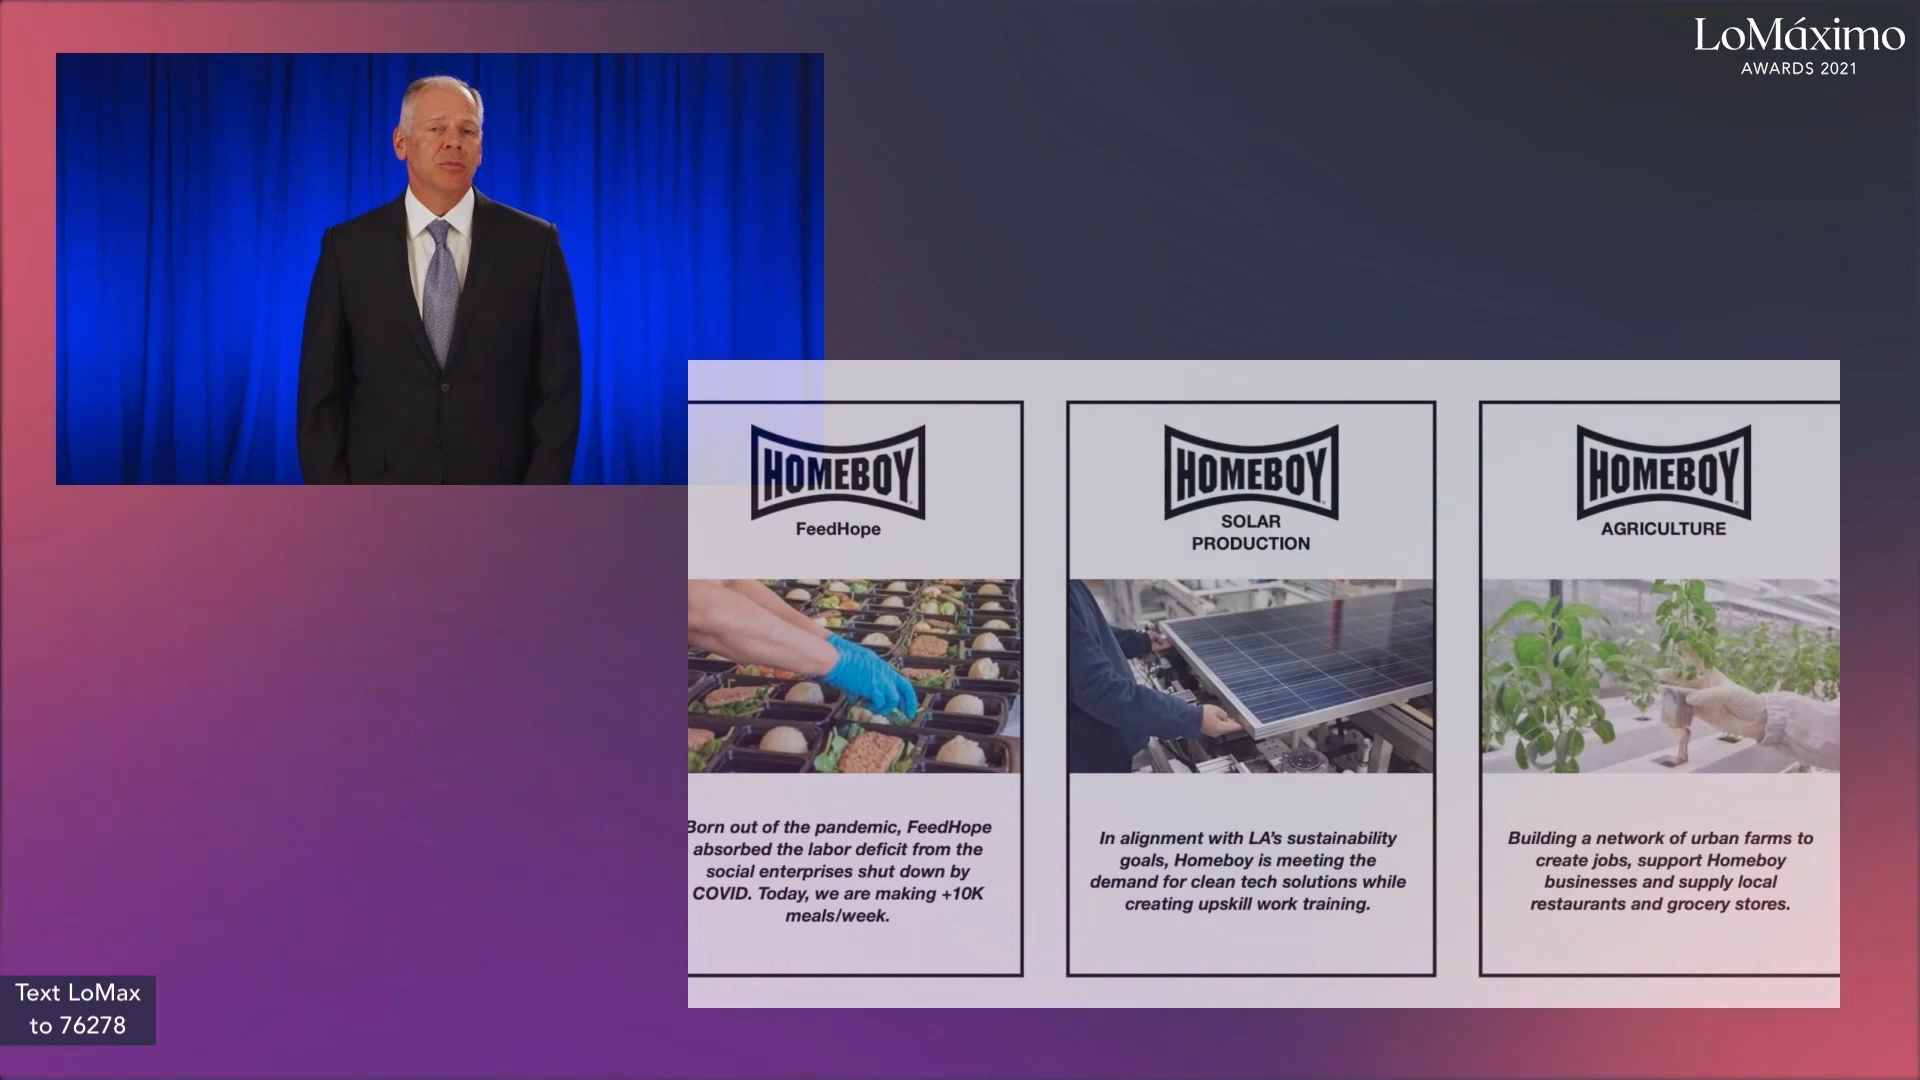 LoMáximo
AWARDS 2021
HOMEBOY
FeedHope
Born out of the pandemic, FeedHope
absorbed the labor deficit from the
social enterprises shut down by
COVID. Today, we are making +10K
meals/week.
HOMEBOY
SOLAR
PRODUCTION
In alignment with LA's sustainability
goals, Homeboy is meeting the
demand for clean tech solutions while
creating upskill work training.
HOMEBOY
AGRICULTURE
Building a network of urban farms to
create jobs, support Homeboy
businesses and supply local
restaurants and grocery stores.
Text LoMax
to 76278